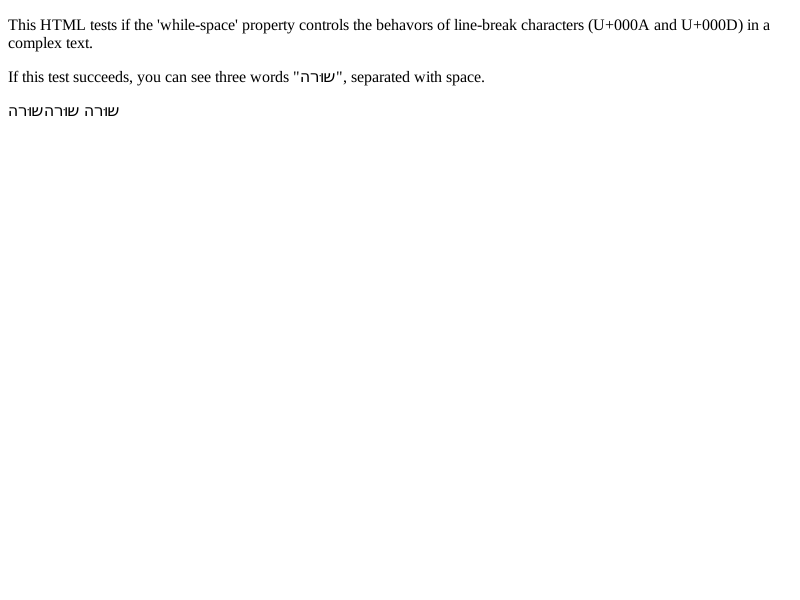 This HTML tests if the 'while-space' property controls the behavors of line-break characters (U+000A and U+000D) in a
complex text.
If this test succeeds, you can see three words "שורה", separated with space.
שורה שורהשורה